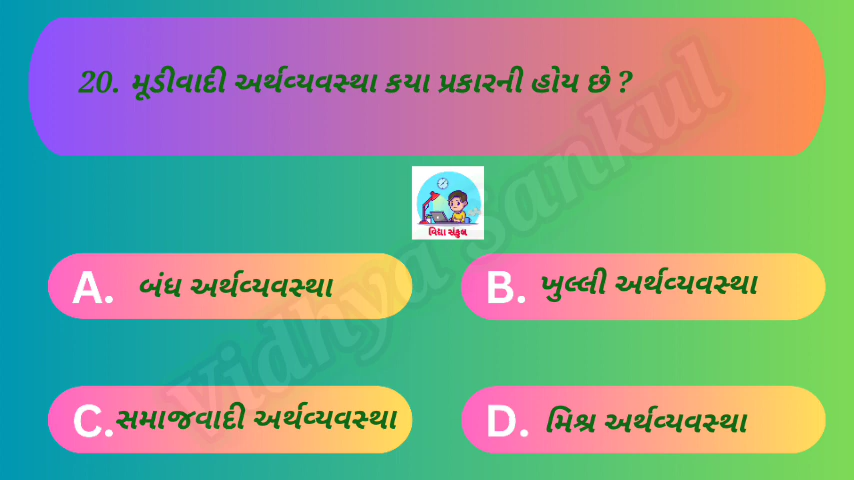 20. મૂડીવાદી અર્થવ્યવસ્થા કયા પ્રકારની હોય છે ?
વિદ્યા સંકુલ
A. બંધ અર્થવ્યવસ્થા
B. ખુલ્લી અર્થવ્યવસ્થા
C. સમાજવાદી અર્થવ્યવસ્થા
D. મિશ્ર અર્થવ્યવસ્થા
Vidhya Sankul